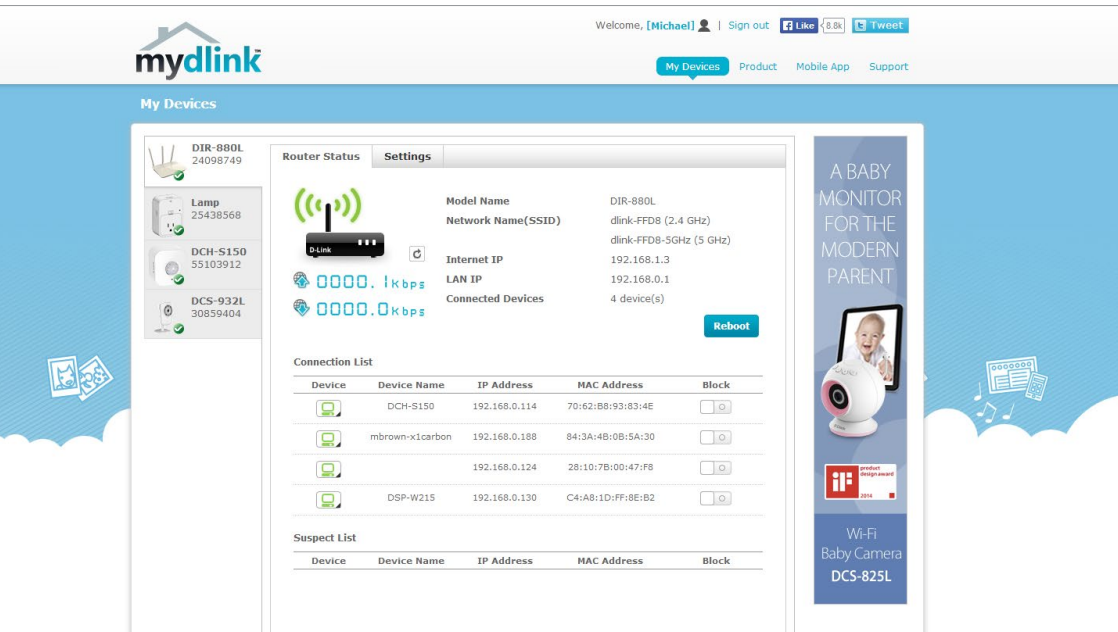 Welcome, [Michael] | Sign out Like 8.8k Tweet
mydlink™
My Devices Product Mobile App Support
My Devices
DIR-880L
24098749
Lamp
25438568
DCH-S150
55103912
DCS-932L
30859404
Router Status Settings
D-Link
0000.1kbps
0000.0kbps
Model Name DIR-880L
Network Name(SSID) dlink-FFD8 (2.4 GHz)
dlink-FFD8-5GHz (5 GHz)
Internet IP 192.168.1.3
LAN IP 192.168.0.1
Connected Devices 4 device(s)
Reboot
Connection List
Device Device Name IP Address MAC Address Block
DCH-S150 192.168.0.114 70:62:B8:93:83:4E
mbrown-x1carbon 192.168.0.188 84:3A:4B:0B:5A:30
192.168.0.124 28:10:7B:00:47:F8
DSP-W215 192.168.0.130 C4:A8:1D:FF:8E:B2
Suspect List
Device Device Name IP Address MAC Address Block
A BABY
MONITOR
FOR THE
MODERN
PARENT
product
design award
2014
Wi-Fi
Baby Camera
DCS-825L